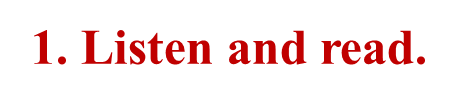 1. Listen and read.